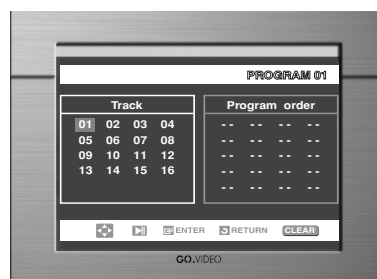 PROGRAM 01
Track
Program order
01 02 03 04
05 06 07 08
09 10 11 12
13 14 15 16
-- -- -- --
-- -- -- --
-- -- -- --
-- -- -- --
-- -- -- --
ENTER RETURN CLEAR
GO.VIDEO